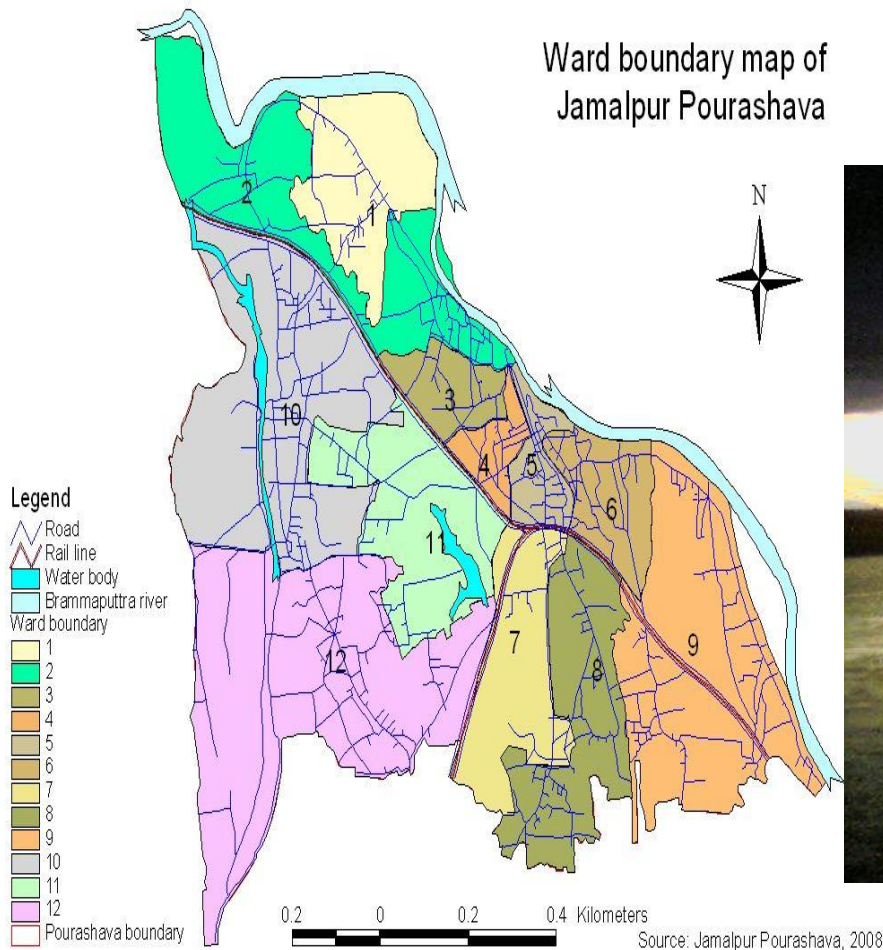 Ward boundary map of
Jamalpur Pourashava
N
2
1
3
10
4
5
6
11
7
9
8
12
Legend
Road
Rail line
Water body
Brammaputtra river
Ward boundary
1
2
3
4
5
6
7
8
9
10
11
12
Pourashava boundary
0.2 0 0.2 0.4 Kilometers
Source: Jamalpur Pourashava, 2008